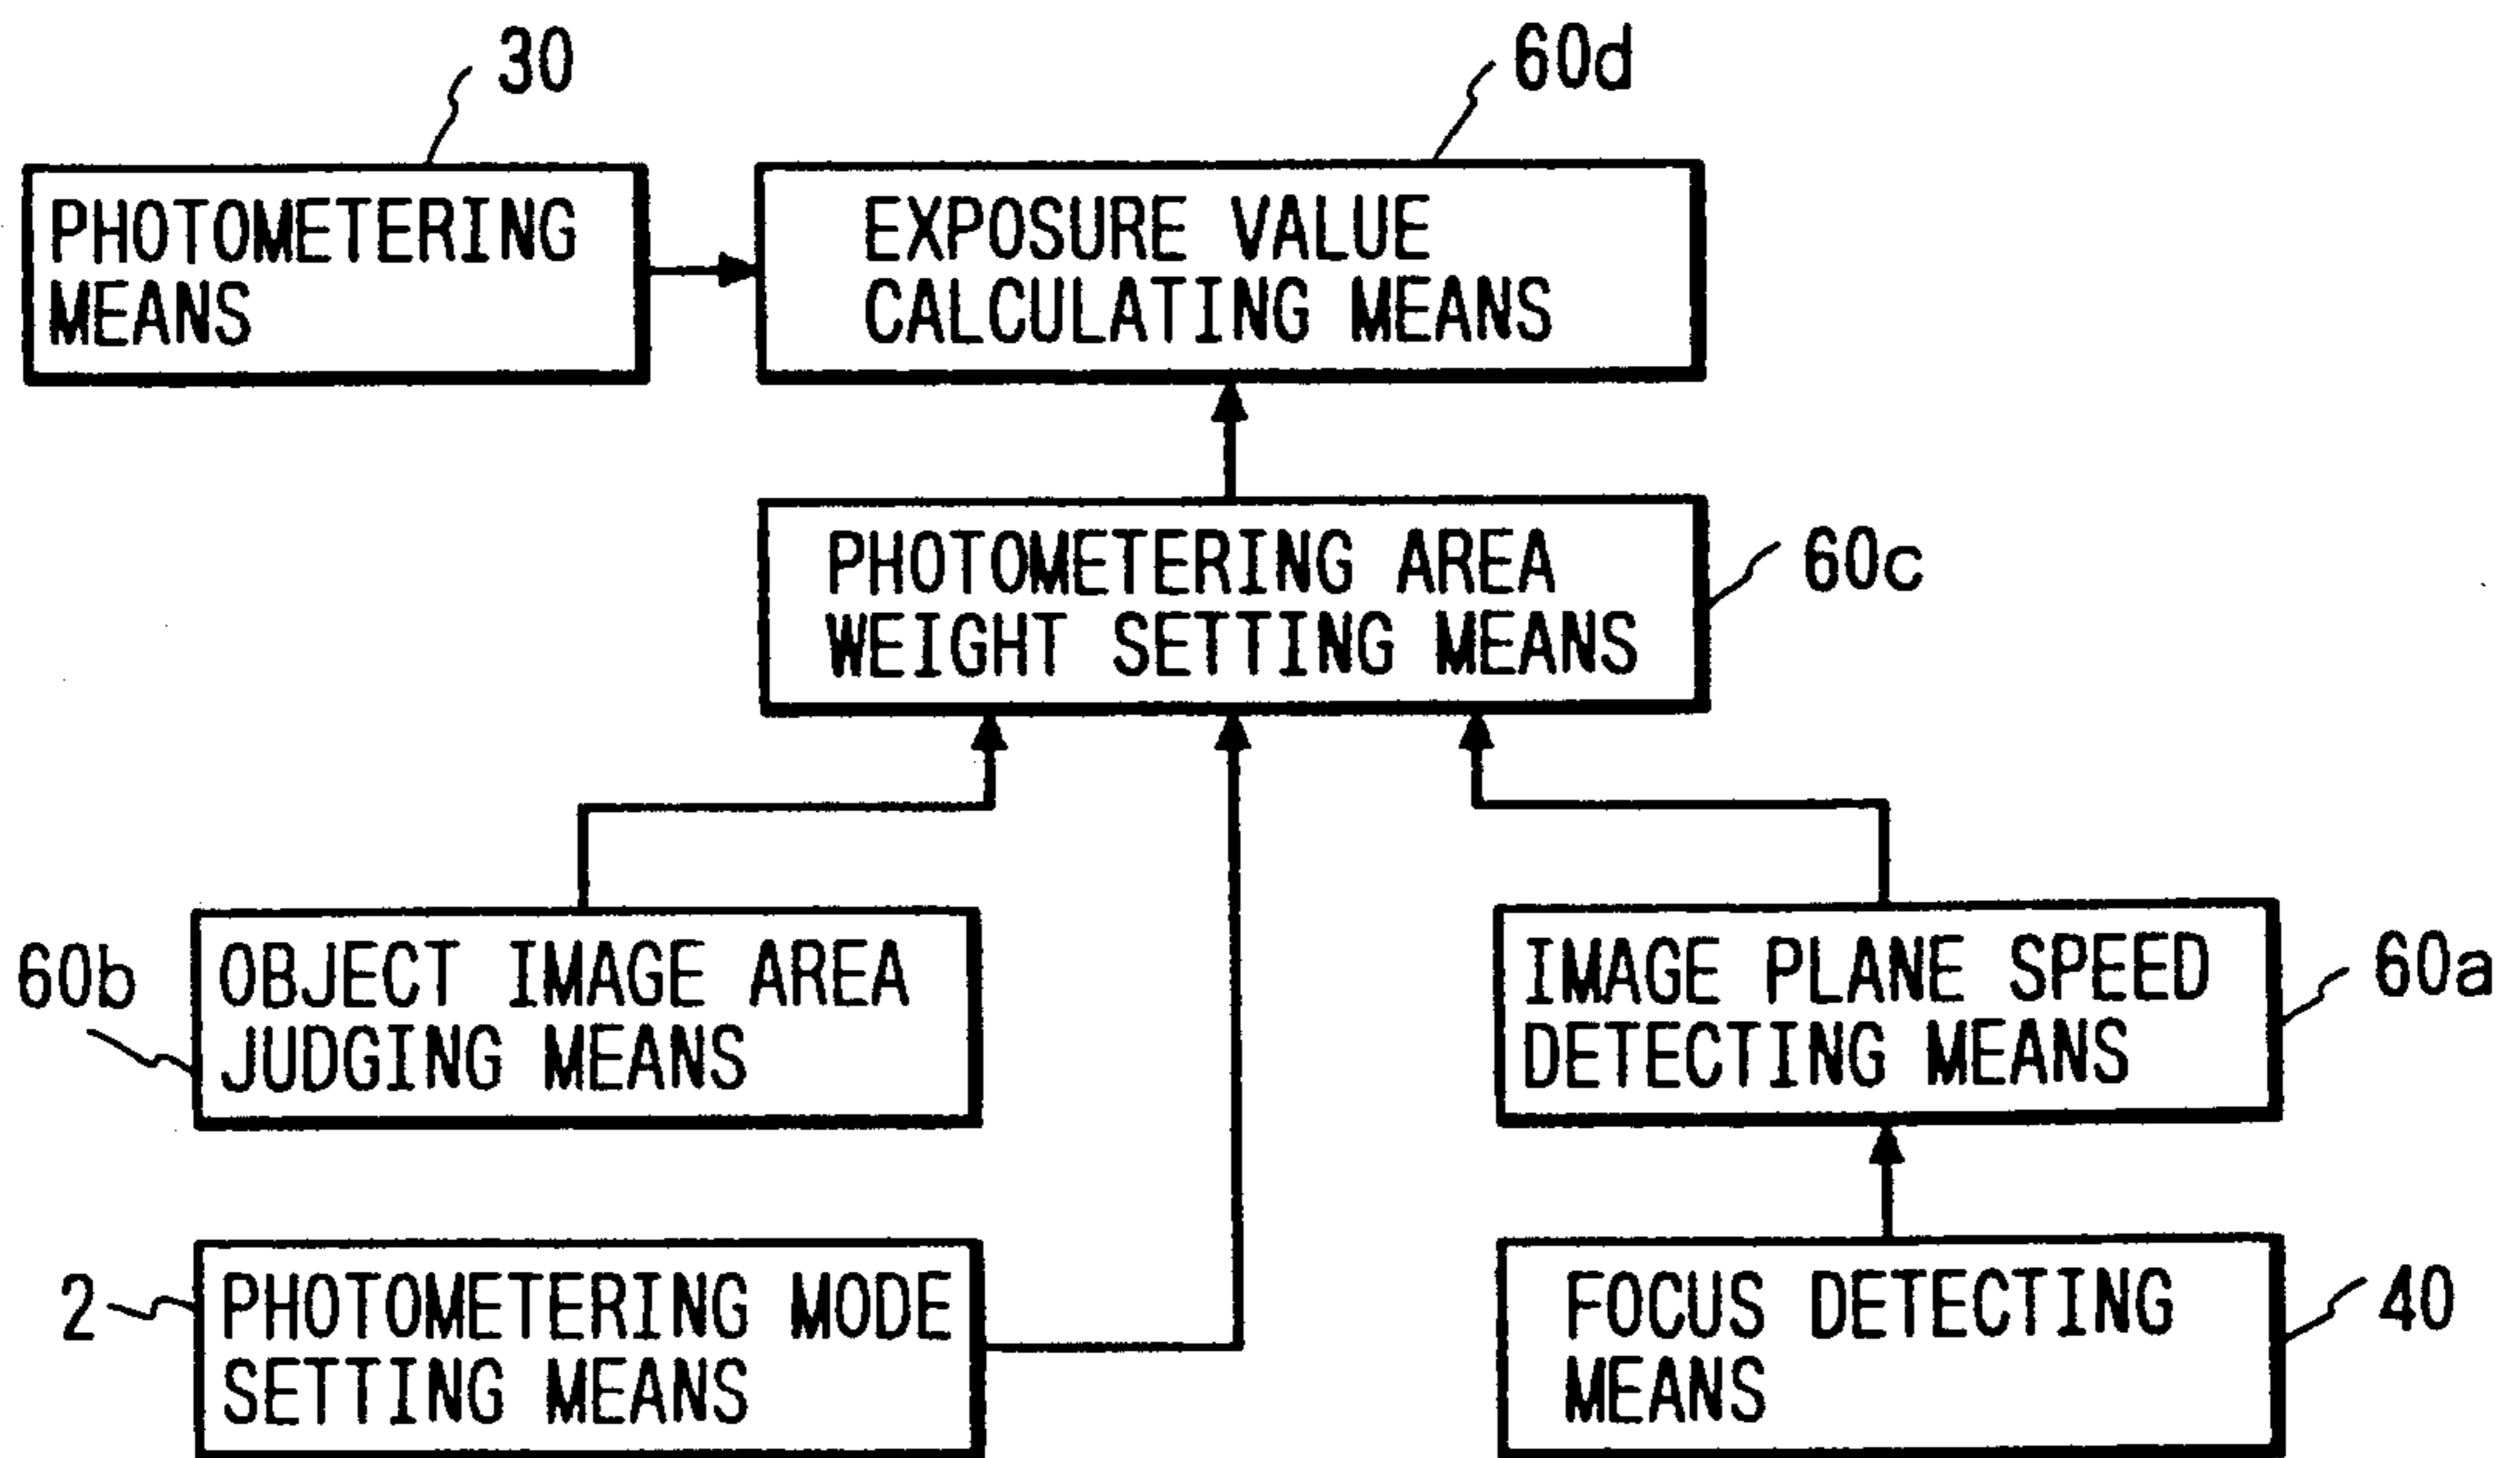 30
60d
PHOTOMETERING
MEANS
EXPOSURE VALUE
CALCULATING MEANS
PHOTOMETERING AREA
WEIGHT SETTING MEANS
60c
60b
OBJECT IMAGE AREA
JUDGING MEANS
IMAGE PLANE SPEED
DETECTING MEANS
60a
2
PHOTOMETERING MODE
SETTING MEANS
FOCUS DETECTING
MEANS
40